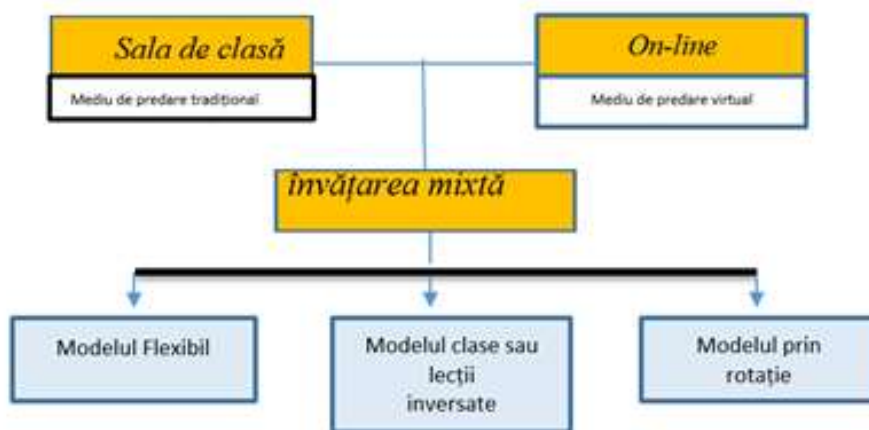 Sala de clasă
On-line
Mediu de predare tradițional
Mediu de predare virtual
învățarea mixtă
Modelul Flexibil
Modelul clase sau
lecții
inversate
Modelul prin
rotație